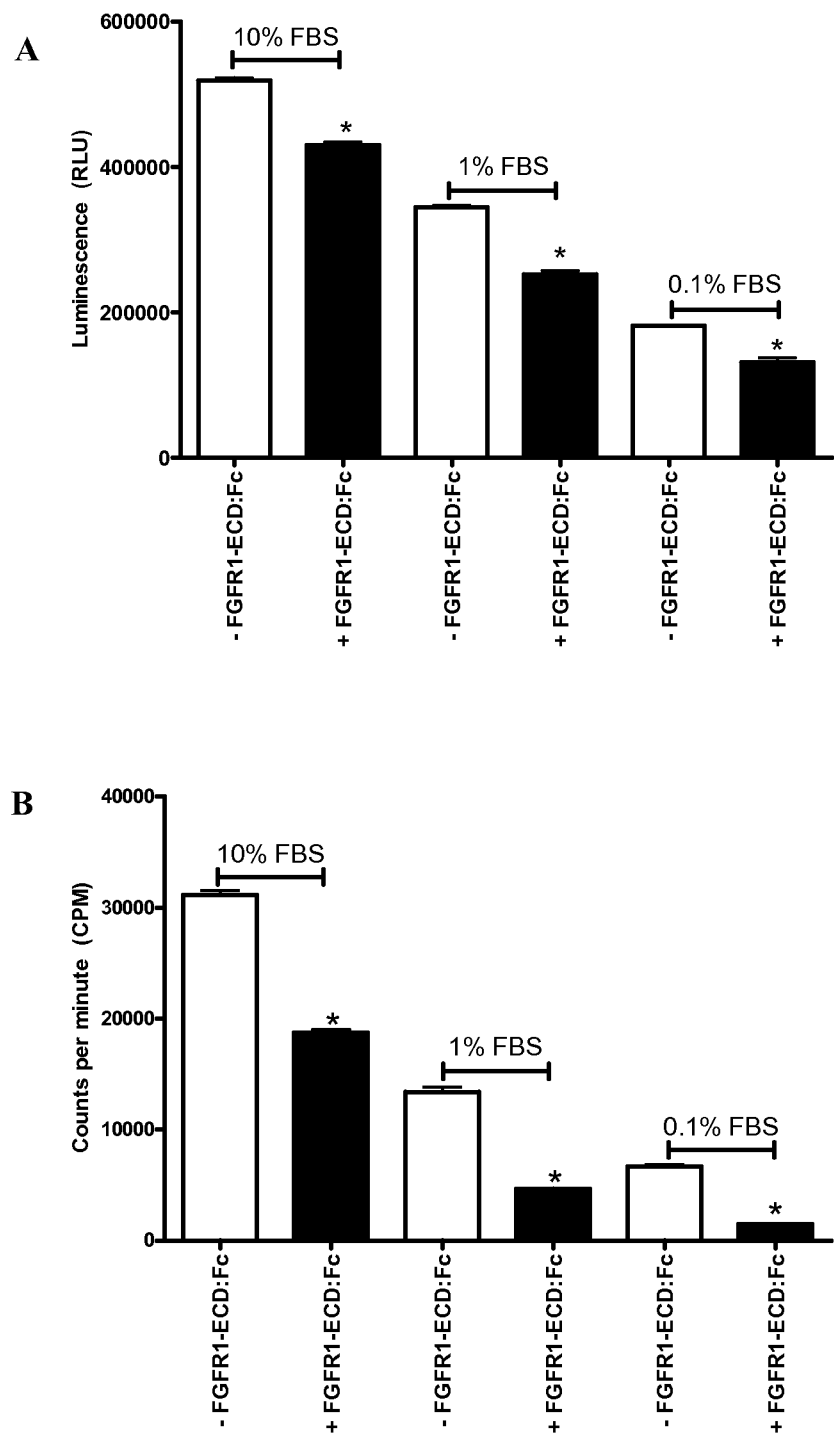 A
600000
400000
200000
0
Luminescence (RLU)
10% FBS
*
1% FBS
*
0.1% FBS
*
- FGFR1-ECD:Fc
+ FGFR1-ECD:Fc
- FGFR1-ECD:Fc
+ FGFR1-ECD:Fc
- FGFR1-ECD:Fc
+ FGFR1-ECD:Fc
B
40000
30000
20000
10000
0
Counts per minute (CPM)
10% FBS
*
1% FBS
*
0.1% FBS
*
- FGFR1-ECD:Fc
+ FGFR1-ECD:Fc
- FGFR1-ECD:Fc
+ FGFR1-ECD:Fc
- FGFR1-ECD:Fc
+ FGFR1-ECD:Fc